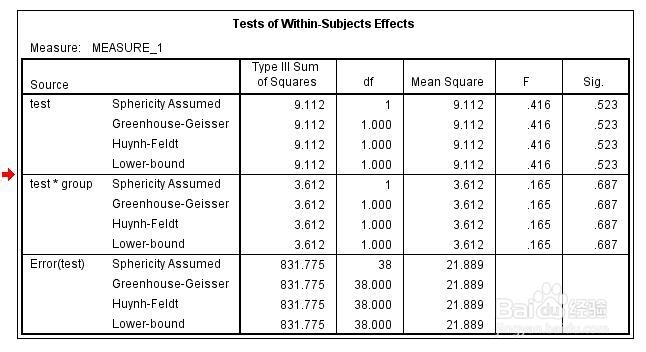 Tests of Within-Subjects Effects
Measure: MEASURE_1
Source Type III Sum of Squares df Mean Square F Sig.
test Sphericity Assumed 9.112 1 9.112 .416 .523
Greenhouse-Geisser 9.112 1.000 9.112 .416 .523
Huynh-Feldt 9.112 1.000 9.112 .416 .523
Lower-bound 9.112 1.000 9.112 .416 .523
test * group Sphericity Assumed 3.612 1 3.612 .165 .687
Greenhouse-Geisser 3.612 1.000 3.612 .165 .687
Huynh-Feldt 3.612 1.000 3.612 .165 .687
Lower-bound 3.612 1.000 3.612 .165 .687
Error(test) Sphericity Assumed 831.775 38 21.889
Greenhouse-Geisser 831.775 38.000 21.889
Huynh-Feldt 831.775 38.000 21.889
Lower-bound 831.775 38.000 21.889
Baidu经验
jingyan.baidu.com